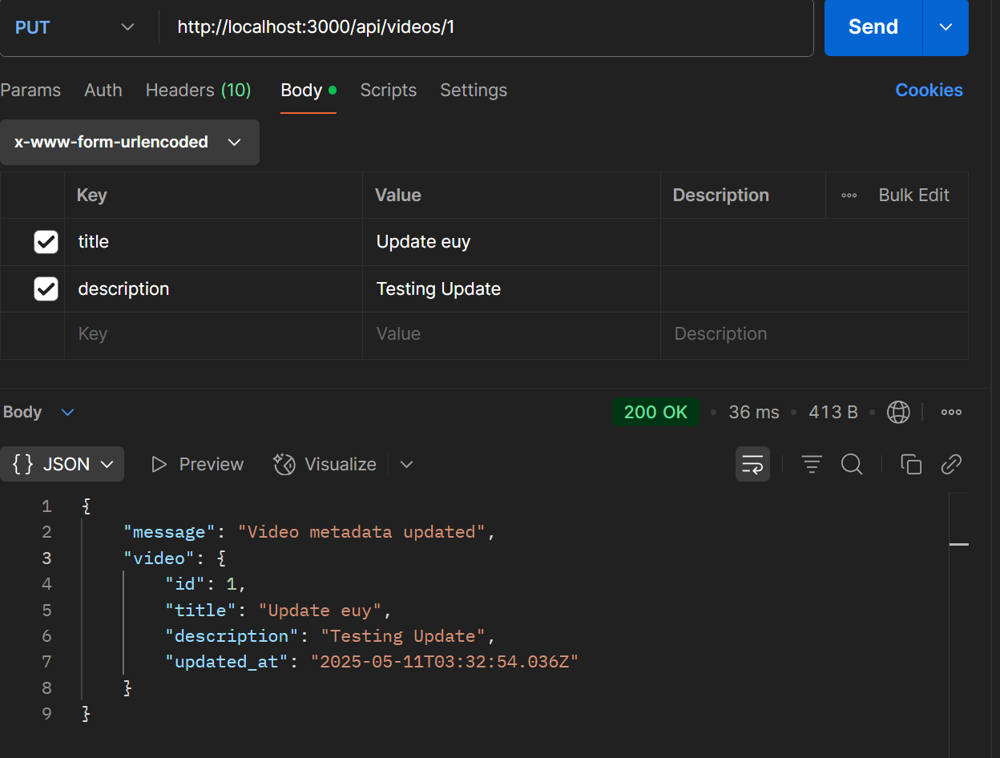 PUT http://localhost:3000/api/videos/1 Send
Params Auth Headers (10) Body Scripts Settings Cookies
x-www-form-urlencoded
Key Value Description Bulk Edit
title Update euy
description Testing Update
Key Value Description
Body 200 OK 36 ms 413 B
{ } JSON Preview Visualize
1 {
2 "message": "Video metadata updated",
3 "video": {
4 "id": 1,
5 "title": "Update euy",
6 "description": "Testing Update",
7 "updated_at": "2025-05-11T03:32:54.036Z"
8 }
9 }